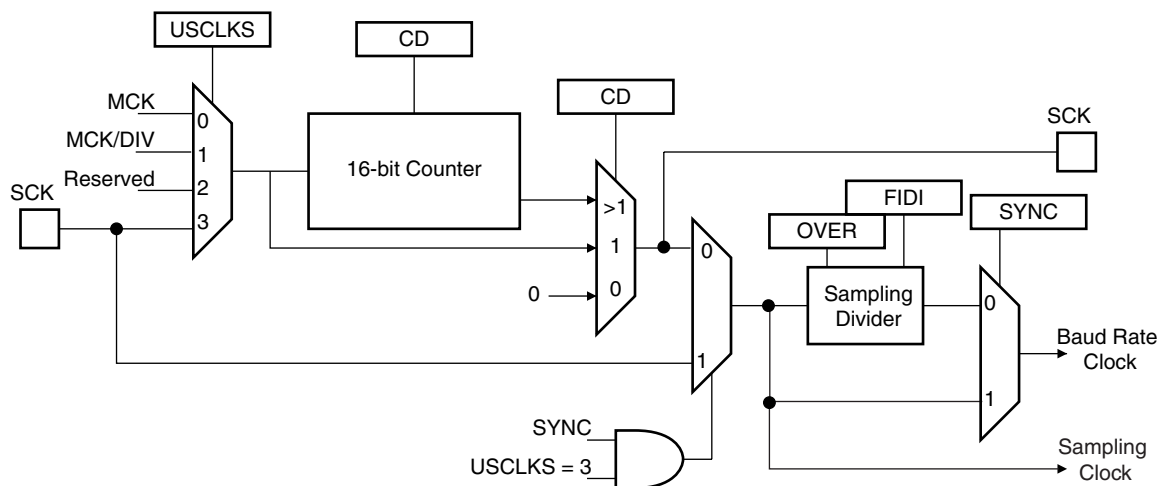 USCLKS
CD
CD
MCK
0
MCK/DIV
1
Reserved
2
SCK
3
16-bit Counter
>1
1
0
0
SCK
FIDI
OVER
SYNC
0
1
Sampling
Divider
0
1
Baud Rate
Clock
SYNC
USCLKS = 3
Sampling
Clock